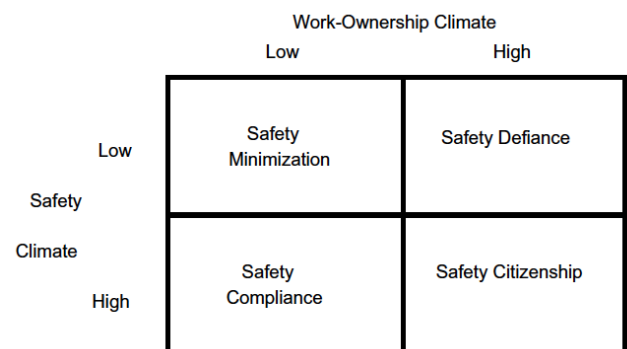 Work-Ownership Climate
Low High
Safety
Minimization
Safety Defiance
Low
Safety
Climate
Safety
Compliance
Safety Citizenship
High